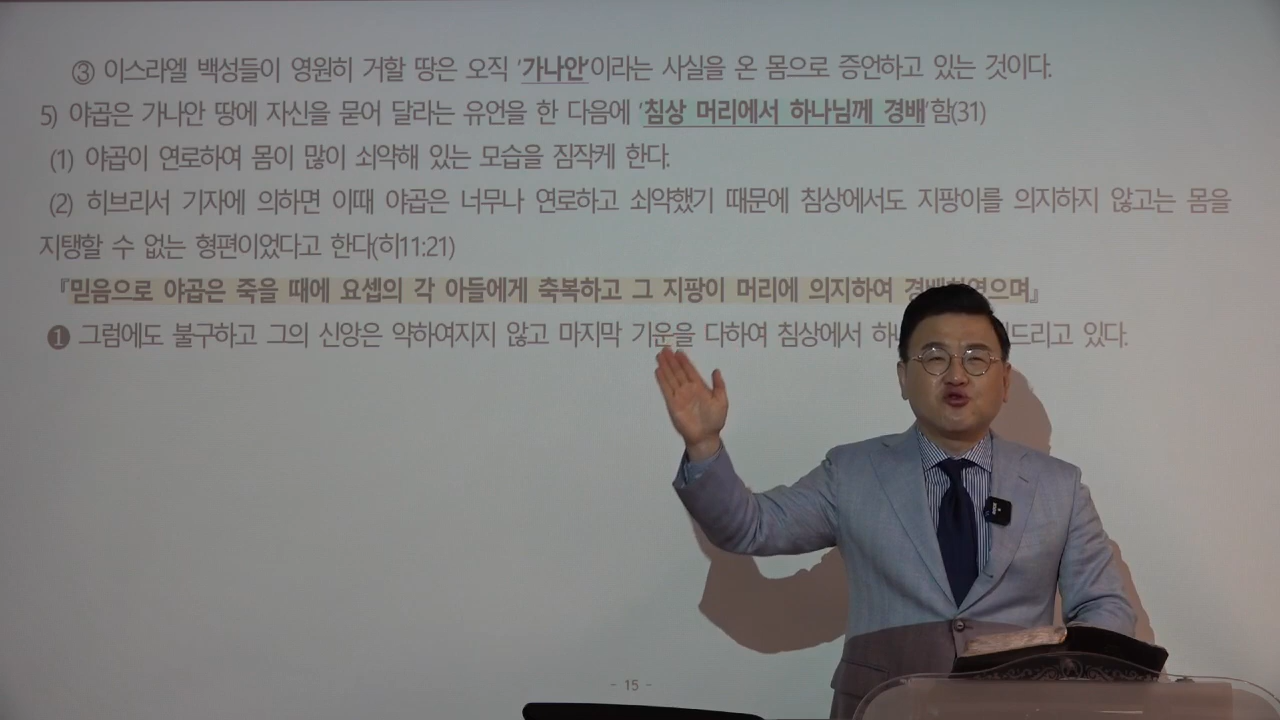 ③ 이스라엘 백성들이 영원히 거할 땅은 오직 '가나안'이라는 사실을 온 몸으로 증언하고 있는 것이다.
5) 야곱은 가나안 땅에 자신을 묻어 달라는 유언을 한 다음에 '침상 머리에서 하나님께 경배'함(31)
(1) 야곱이 연로하여 몸이 많이 쇠약해 있는 모습을 짐작케 한다.
(2) 히브리서 기자에 의하면 이때 야곱은 너무나 연로하고 쇠약했기 때문에 침상에서도 지팡이를 의지하지 않고는 몸을
지탱할 수 없는 형편이었다고 한다(히11:21)
『믿음으로 야곱은 죽을 때에 요셉의 각 아들에게 축복하고 그 지팡이 머리에 의지하여
❶ 그럼에도 불구하고 그의 신앙은 약하여지지 않고 마지막 기운을 다하여 침상에서 있다.
- 15 -